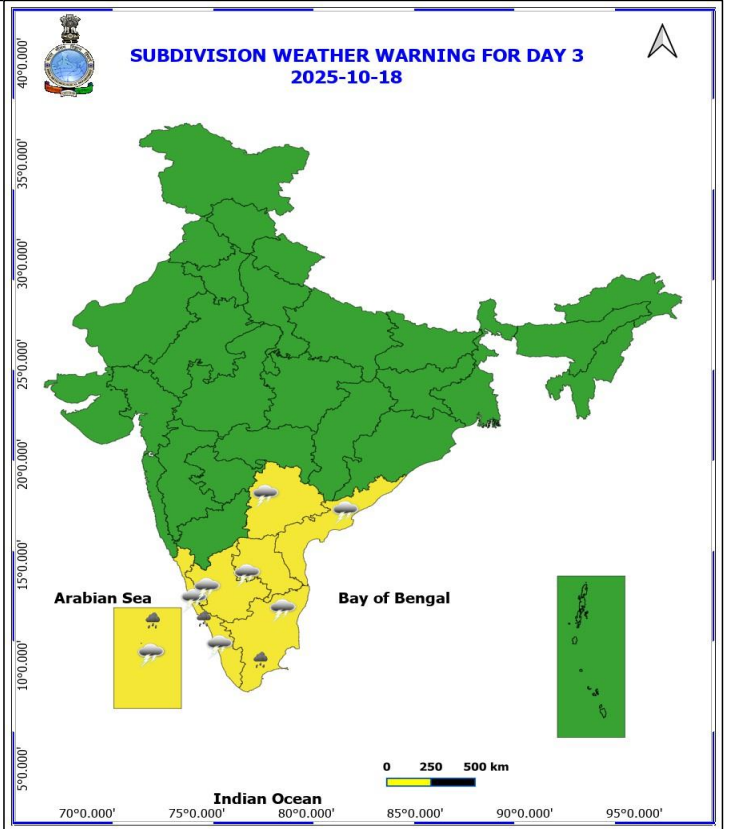 SUBDIVISION WEATHER WARNING FOR DAY 3
2025-10-18
40°0.000'
35°0.000'
30°0.000'
25°0.000'
20°0.000'
15°0.000'
10°0.000'
5°0.000'
Arabian Sea
Bay of Bengal
0 250 500 km
Indian Ocean
70°0.000' 75°0.000' 80°0.000' 85°0.000' 90°0.000' 95°0.000'